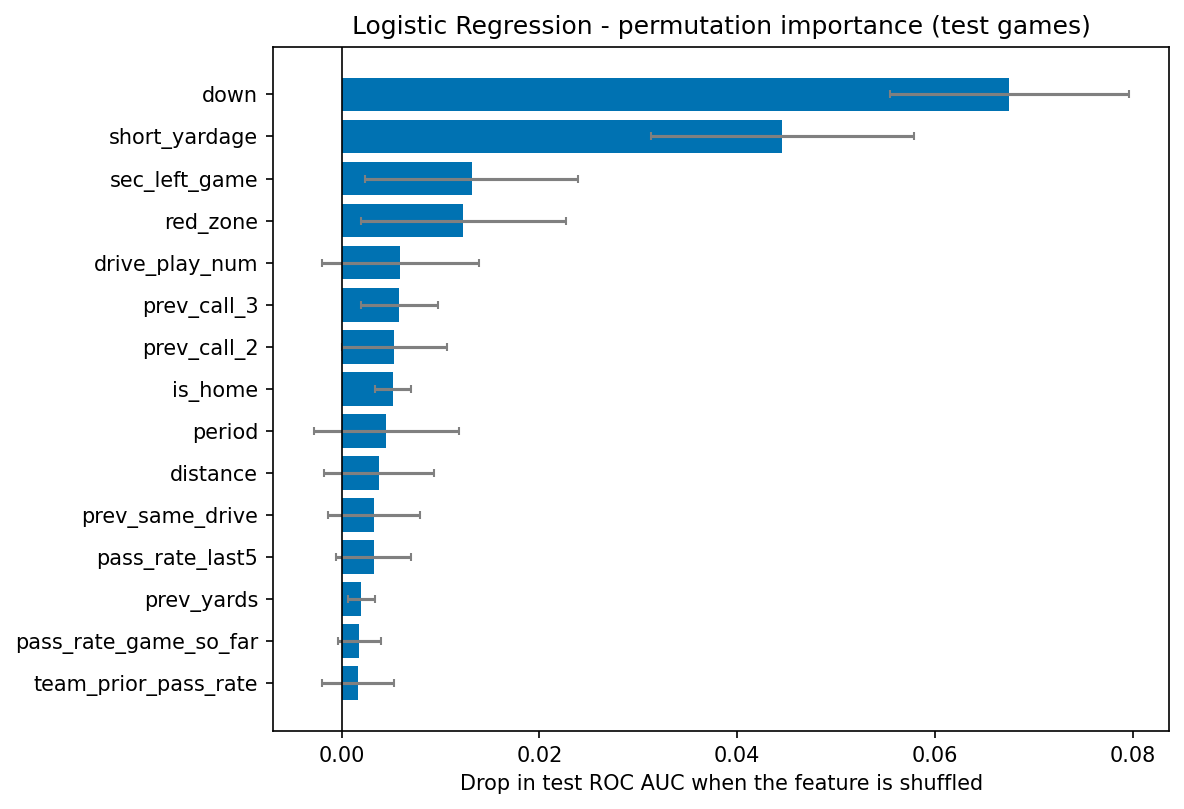 Logistic Regression - permutation importance (test games)
down
short_yardage
sec_left_game
red_zone
drive_play_num
prev_call_3
prev_call_2
is_home
period
distance
prev_same_drive
pass_rate_last5
prev_yards
pass_rate_game_so_far
team_prior_pass_rate
0.00 0.02 0.04 0.06 0.08
Drop in test ROC AUC when the feature is shuffled